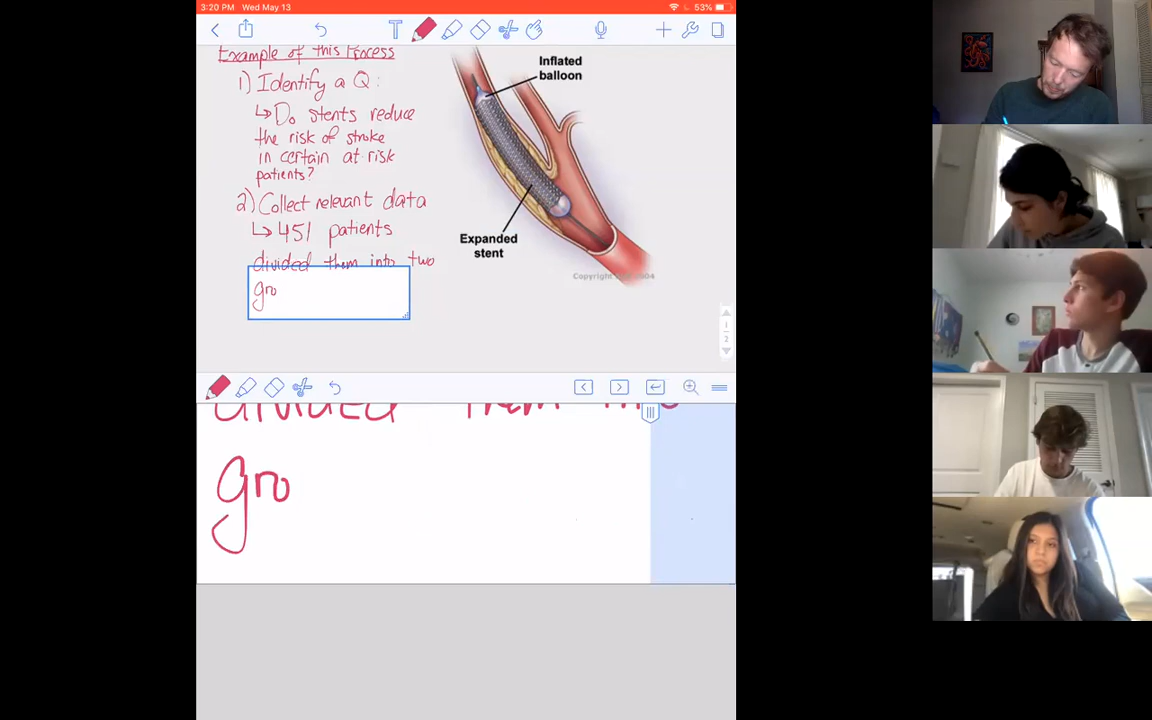 3:20 PM Wed May 13
53%
T
Example of this Process
1) Identify a Q:
↳ Do stents reduce
the risk of stroke
in certain at risk
patients?
2) Collect relevant data
↳ 451 patients
divided them into two
gro
Inflated
balloon
Expanded
stent
1
2
divided them into
gro